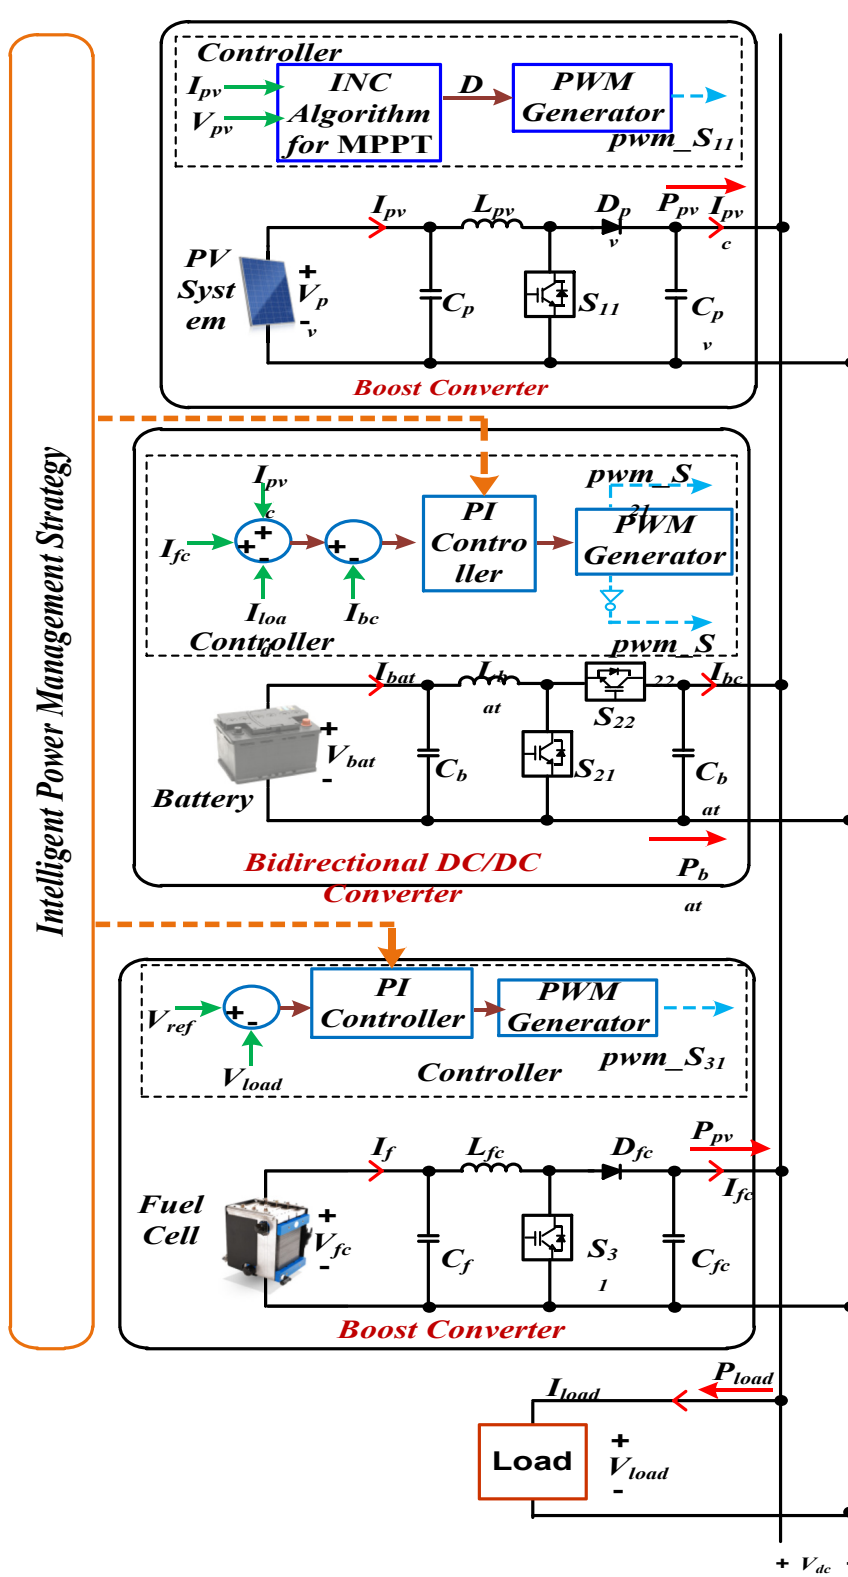 Intelligent Power Management Strategy
Controller
Ipv
Vpv
INC
Algorithm
for MPPT
D
PWM
Generator
pwm_S11
Ipv
Lpv
Dp
v
Ppv
Ipv
c
PV
Syst
em
+
Vp
-
v
Cp
S11
Cp
v
Boost Converter
Ipv
c
Ifc
+
+
-
+
-
Iloa
d
Ibc
Controller
PI
Contro
ller
pwm_S
21
PWM
Generator
pwm_S
22
Ibat
Lb
at
S22
Ibc
Battery
+
Vbat
-
Cb
S21
Cb
at
Bidirectional DC/DC
Converter
Pb
at
Vref
+
-
Vload
PI
Controller
PWM
Generator
pwm_S31
Controller
If
Lfc
Dfc
Ppv
Ifc
Fuel
Cell
+
Vfc
-
Cf
S3
1
Cfc
Boost Converter
Pload
Iload
Load
+
Vload
-
+ Vdc -